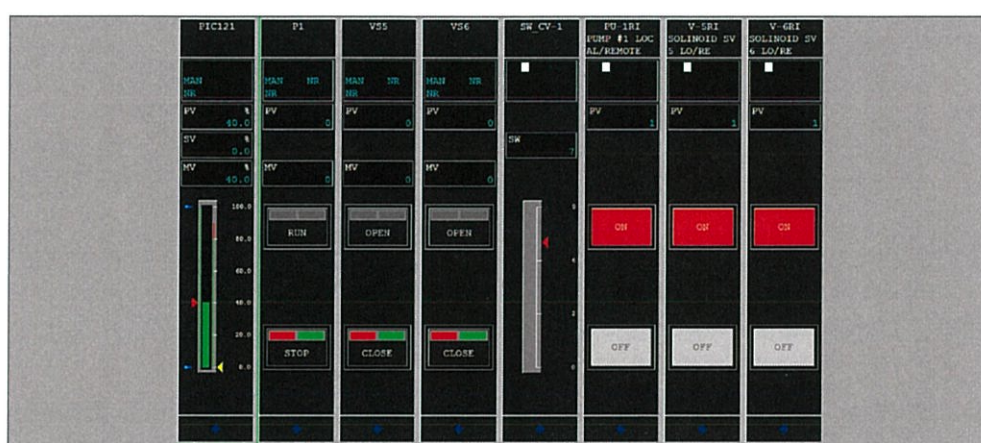 PIC121
MAN
NR
PV %
40.0
SV %
0.0
MV %
40.0
100.0
80.0
60.0
40.0
20.0
0.0
P1
MAN NR
NR
PV
0
MV
0
RUN
STOP
VS5
MAN NR
NR
PV
0
MV
0
OPEN
CLOSE
VS6
MAN NR
NR
PV
0
MV
0
OPEN
CLOSE
SW_CV-1
SW
7
4
2
0
PU-1RI
PUMP #1 LOC
AL/REMOTE
PV
1
ON
OFF
V-5RI
SOLINOID SV
5 LO/RE
PV
1
ON
OFF
V-6RI
SOLINOID SV
6 LO/RE
PV
1
ON
OFF